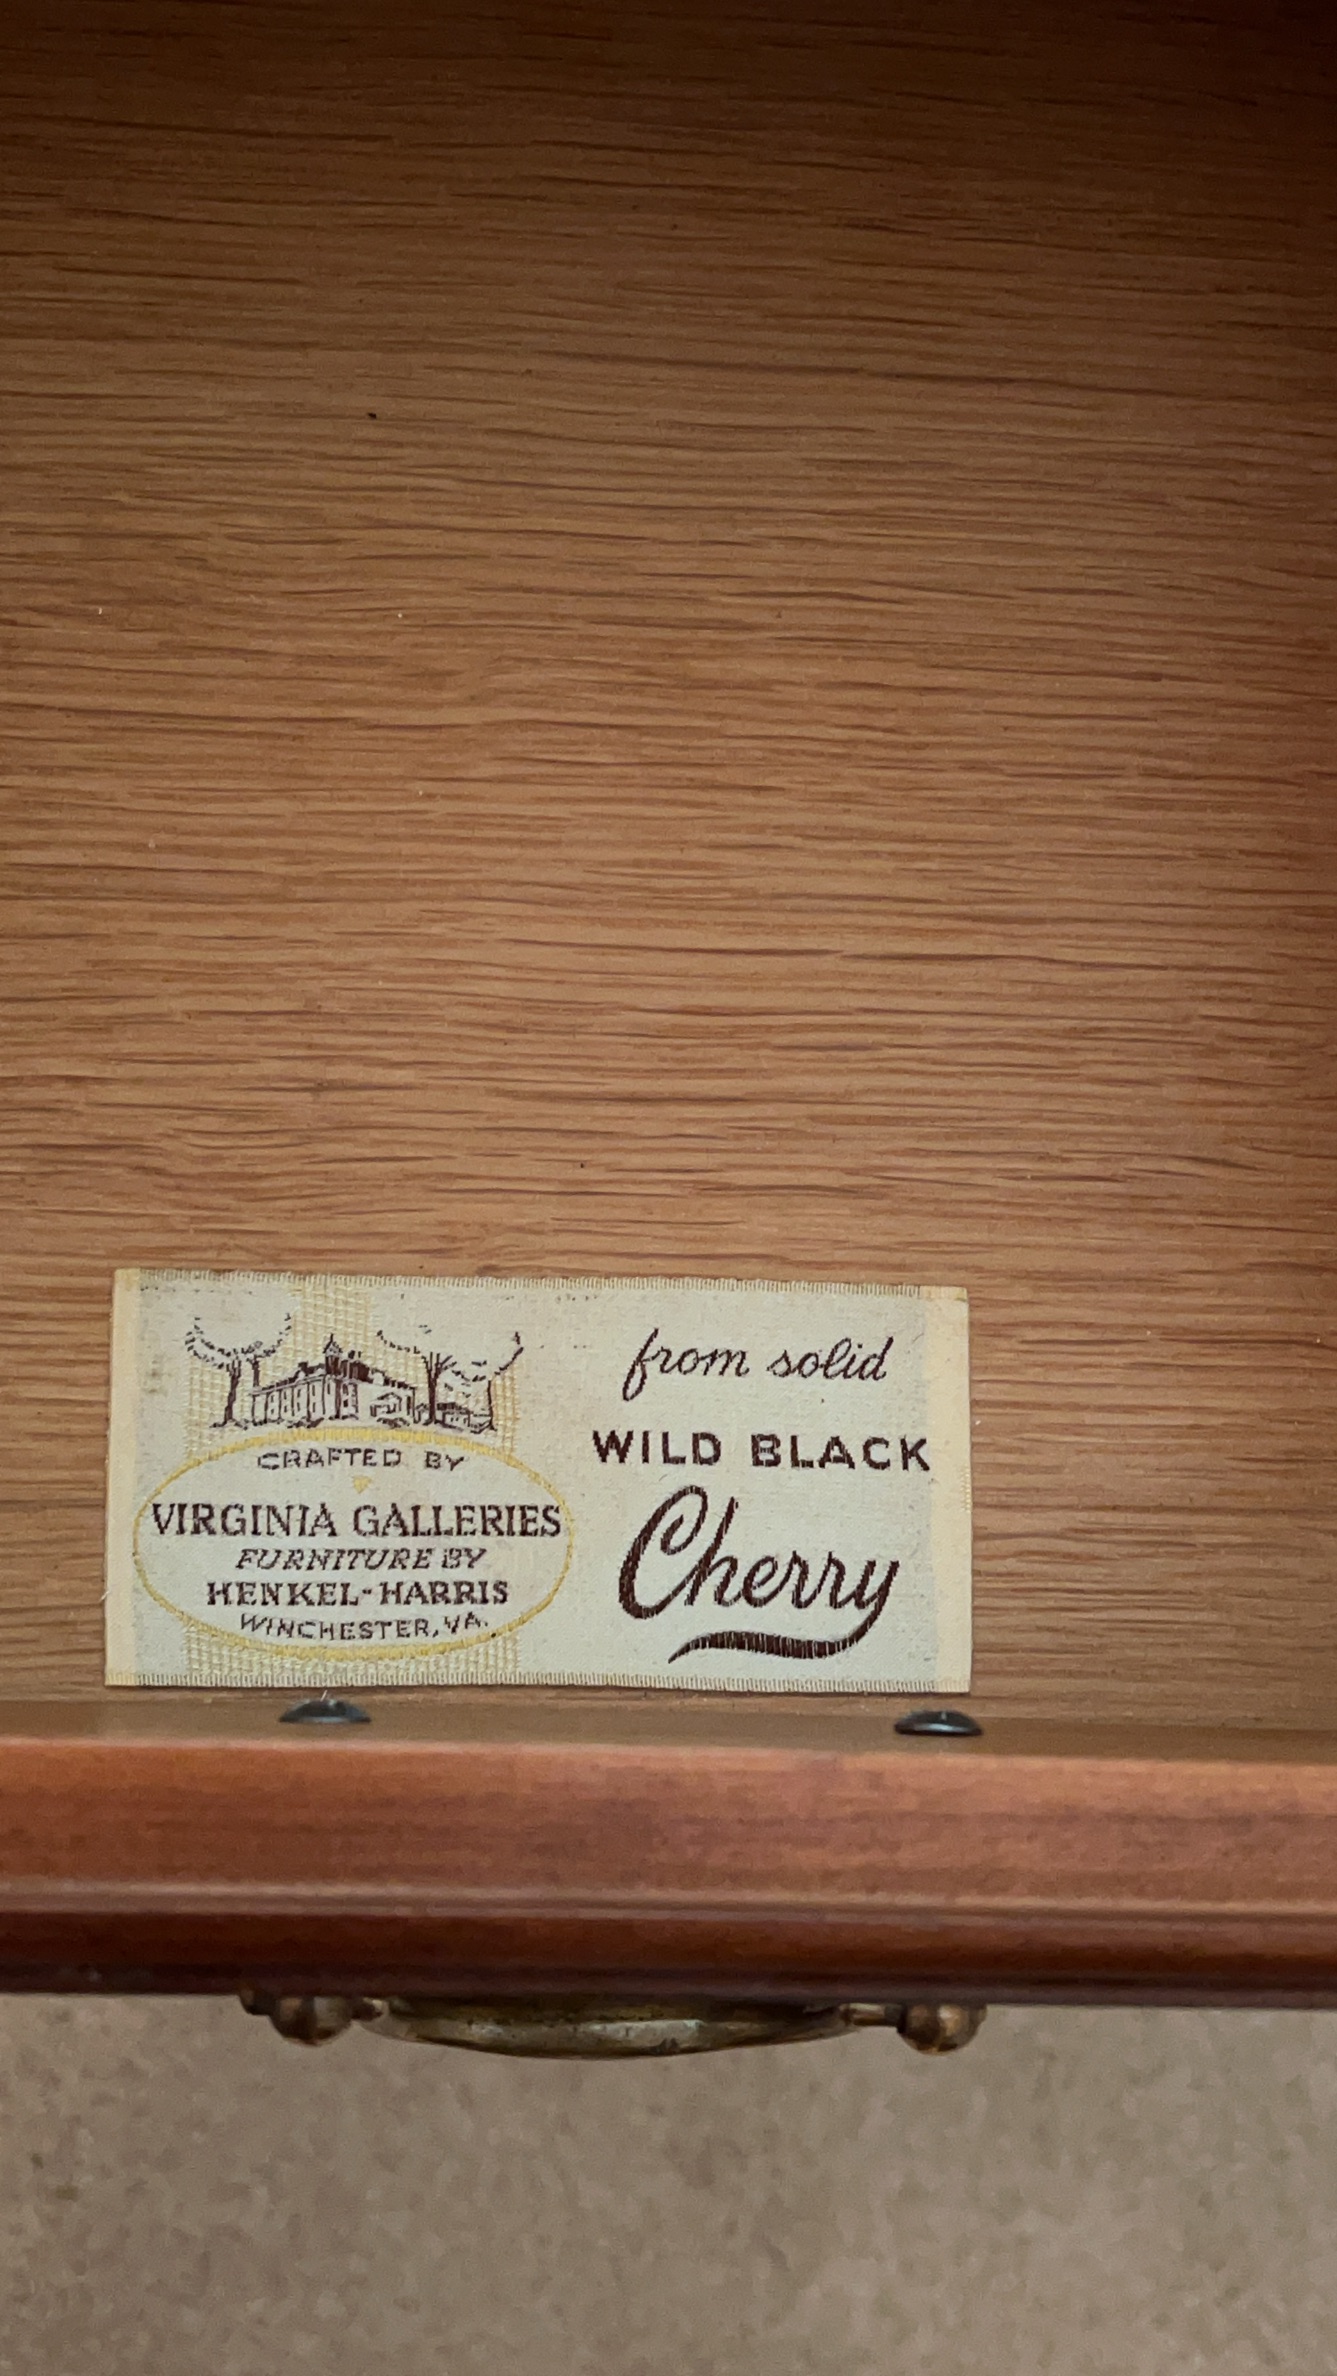 CRAFTED BY
VIRGINIA GALLERIES
FURNITURE BY
HENKEL-HARRIS
WINCHESTER, VA.
from solid
WILD BLACK
Cherry